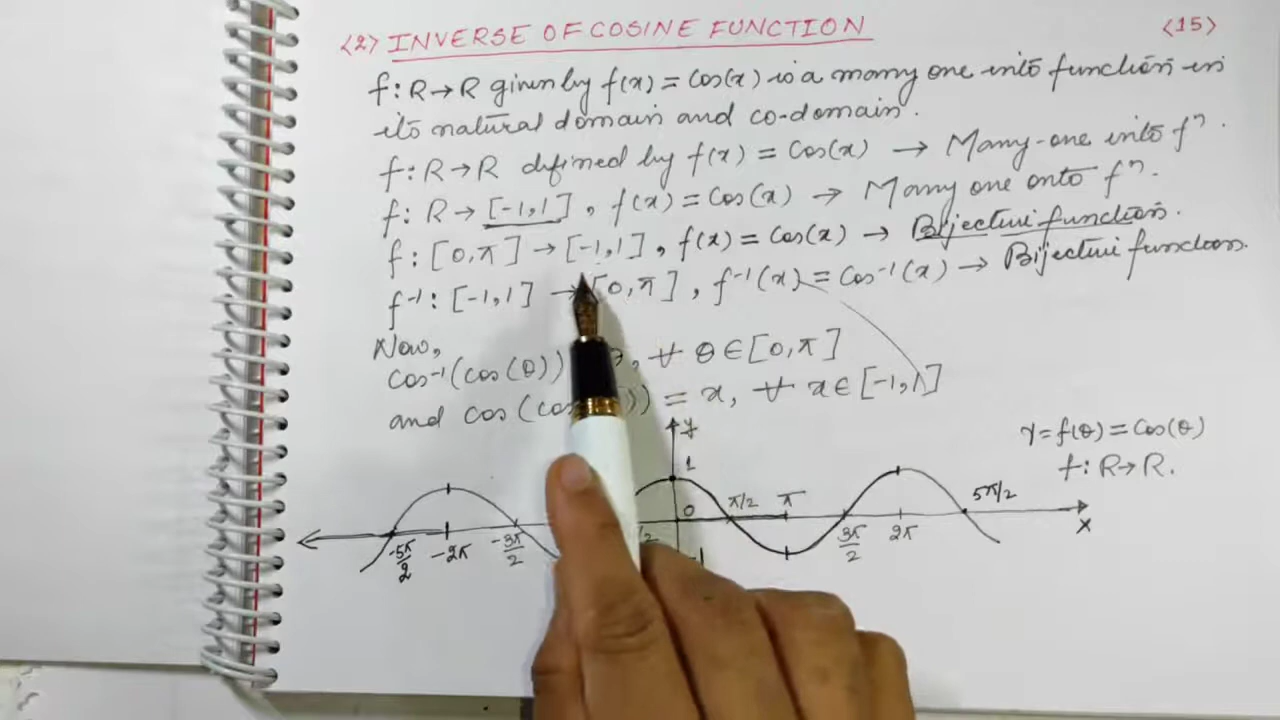 <2> INVERSE OF COSINE FUNCTION <15>
f: R→R given by f(x) = Cos(x) is a many one into function in
its natural domain and co-domain.
f: R→R defined by f(x) = Cos(x) → Many-one into fⁿ.
f: R→ [-1,1], f(x) = Cos(x) → Many one onto fⁿ.
f: [0,π] → [-1,1], f(x) = Cos(x) → Bijective function.
f⁻¹: [-1,1] → [0,π], f⁻¹(x) = Cos⁻¹(x) → Bijective function.
Now,
Cos⁻¹(Cos(θ)) , ∀ θ∈[0,π]
and Cos( )) = x, ∀ x∈[-1,1]
y
1
y = f(θ) = Cos(θ)
f: R→R.
π/2 π 5π/2
0
-5π/2 -2π -3π/2 2 -1 3π/2 2π x